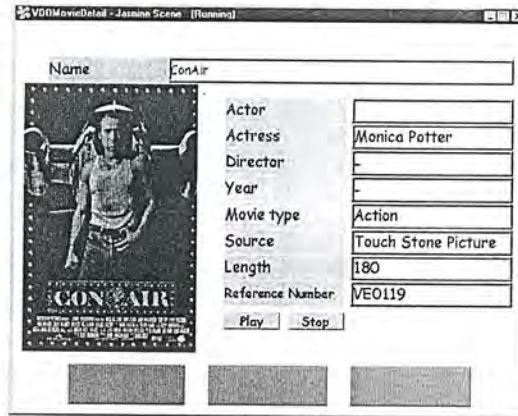 VDOMovieDetail - Jasmine Scene [Running]
Name ConAir
Actor
Actress Monica Potter
Director -
Year -
Movie type Action
Source Touch Stone Picture
Length 180
Reference Number VE0119
Play Stop
CON AIR